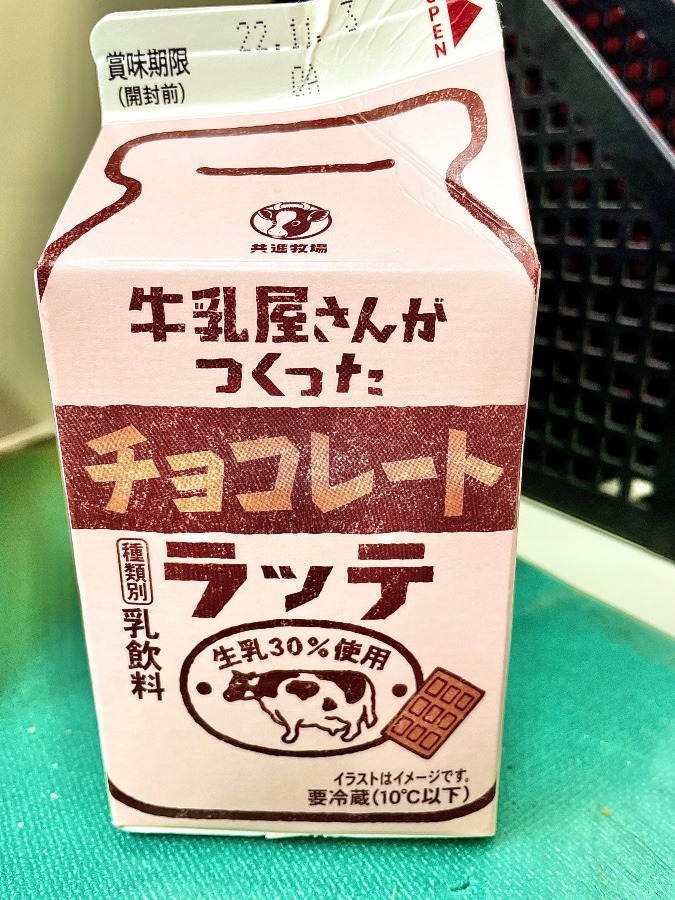 OPEN
賞味期限
(開封前)
22.11. 3
QA
共進牧場
牛乳屋さんが
つくった
チョコレート
ラッテ
種類別
乳飲料
生乳30%使用
イラストはイメージです。
要冷蔵(10℃以下)